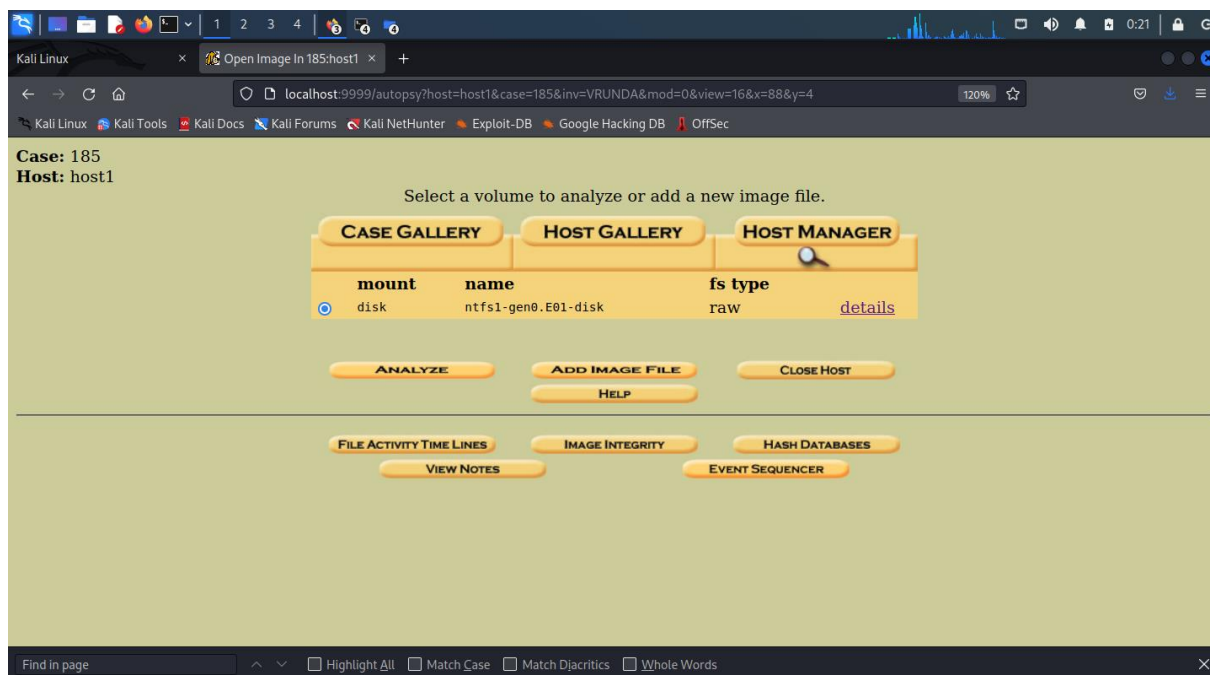 1 2 3 4 0:21
Kali Linux × Open Image In 185:host1 × +
localhost:9999/autopsy?host=host1&case=185&inv=VRUNDA&mod=0&view=16&x=88&y=4 120%
Kali Linux Kali Tools Kali Docs Kali Forums Kali NetHunter Exploit-DB Google Hacking DB OffSec
Case: 185
Host: host1
Select a volume to analyze or add a new image file.
CASE GALLERY HOST GALLERY HOST MANAGER
mount name fs type
disk ntfs1-gen0.E01-disk raw details
ANALYZE ADD IMAGE FILE CLOSE HOST
HELP
FILE ACTIVITY TIME LINES IMAGE INTEGRITY HASH DATABASES
VIEW NOTES EVENT SEQUENCER
Find in page Highlight All Match Case Match Diacritics Whole Words